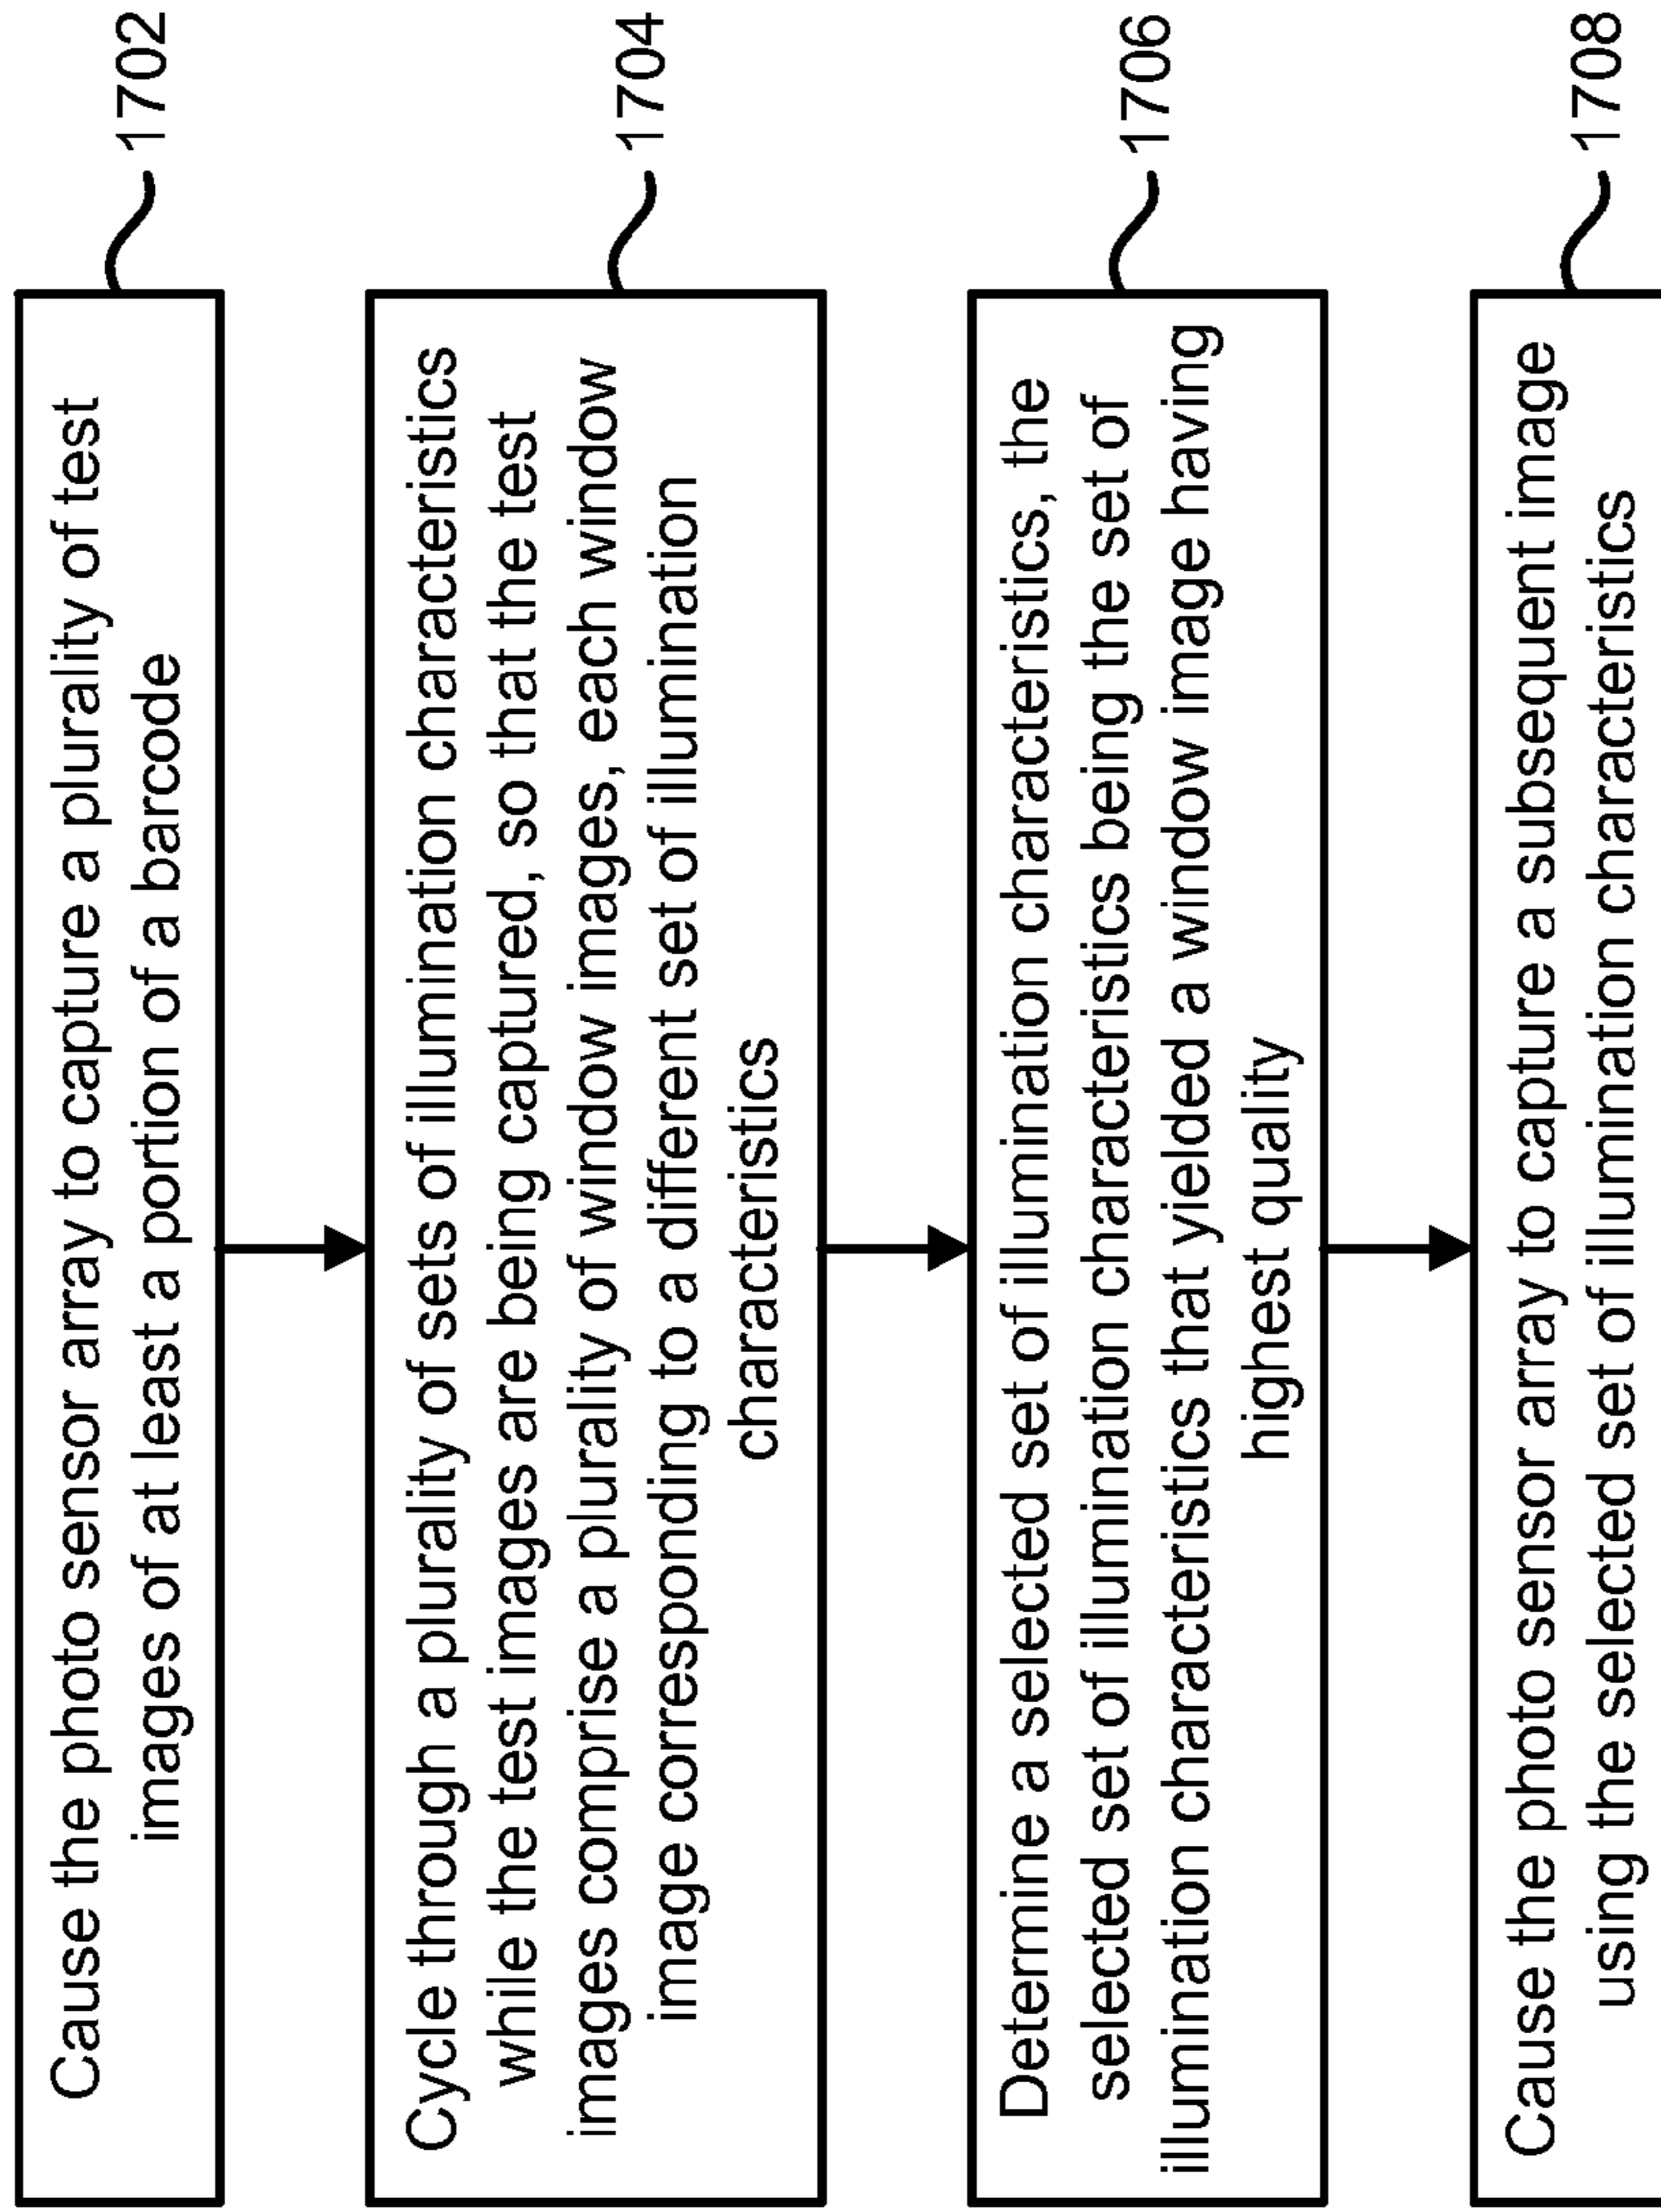 Cause the photo sensor array to capture a plurality of test
images of at least a portion of a barcode
1702
Cycle through a plurality of sets of illumination characteristics
while the test images are being captured, so that the test
images comprise a plurality of window images, each window
image corresponding to a different set of illumination
characteristics
1704
Determine a selected set of illumination characteristics, the
selected set of illumination characteristics being the set of
illumination characteristics that yielded a window image having
highest quality
1706
Cause the photo sensor array to capture a subsequent image
using the selected set of illumination characteristics
1708